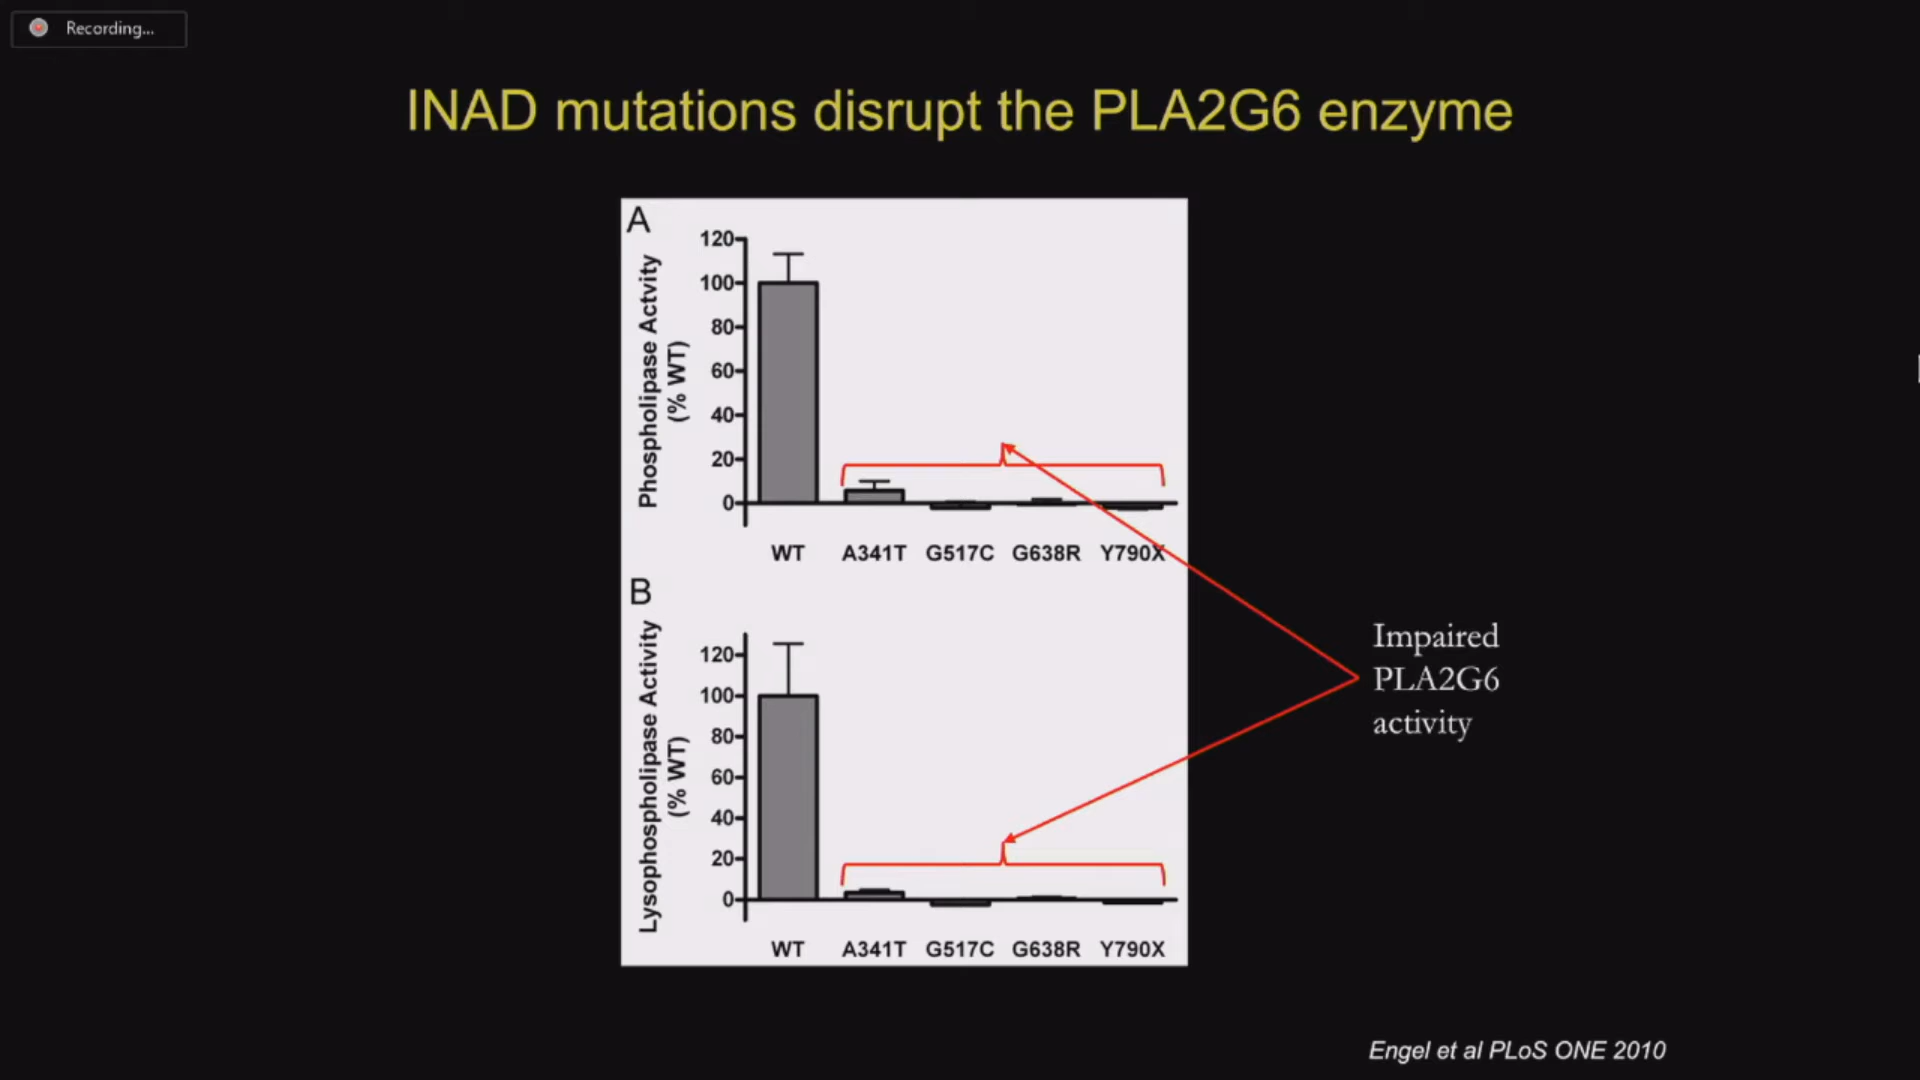 Recording...
INAD mutations disrupt the PLA2G6 enzyme
A
Phospholipase Actvity
(% WT)
120
100
80
60
40
20
0
WT A341T G517C G638R Y790X
B
Lysophospholipase Activity
(% WT)
120
100
80
60
40
20
0
WT A341T G517C G638R Y790X
Impaired
PLA2G6
activity
Engel et al PLoS ONE 2010